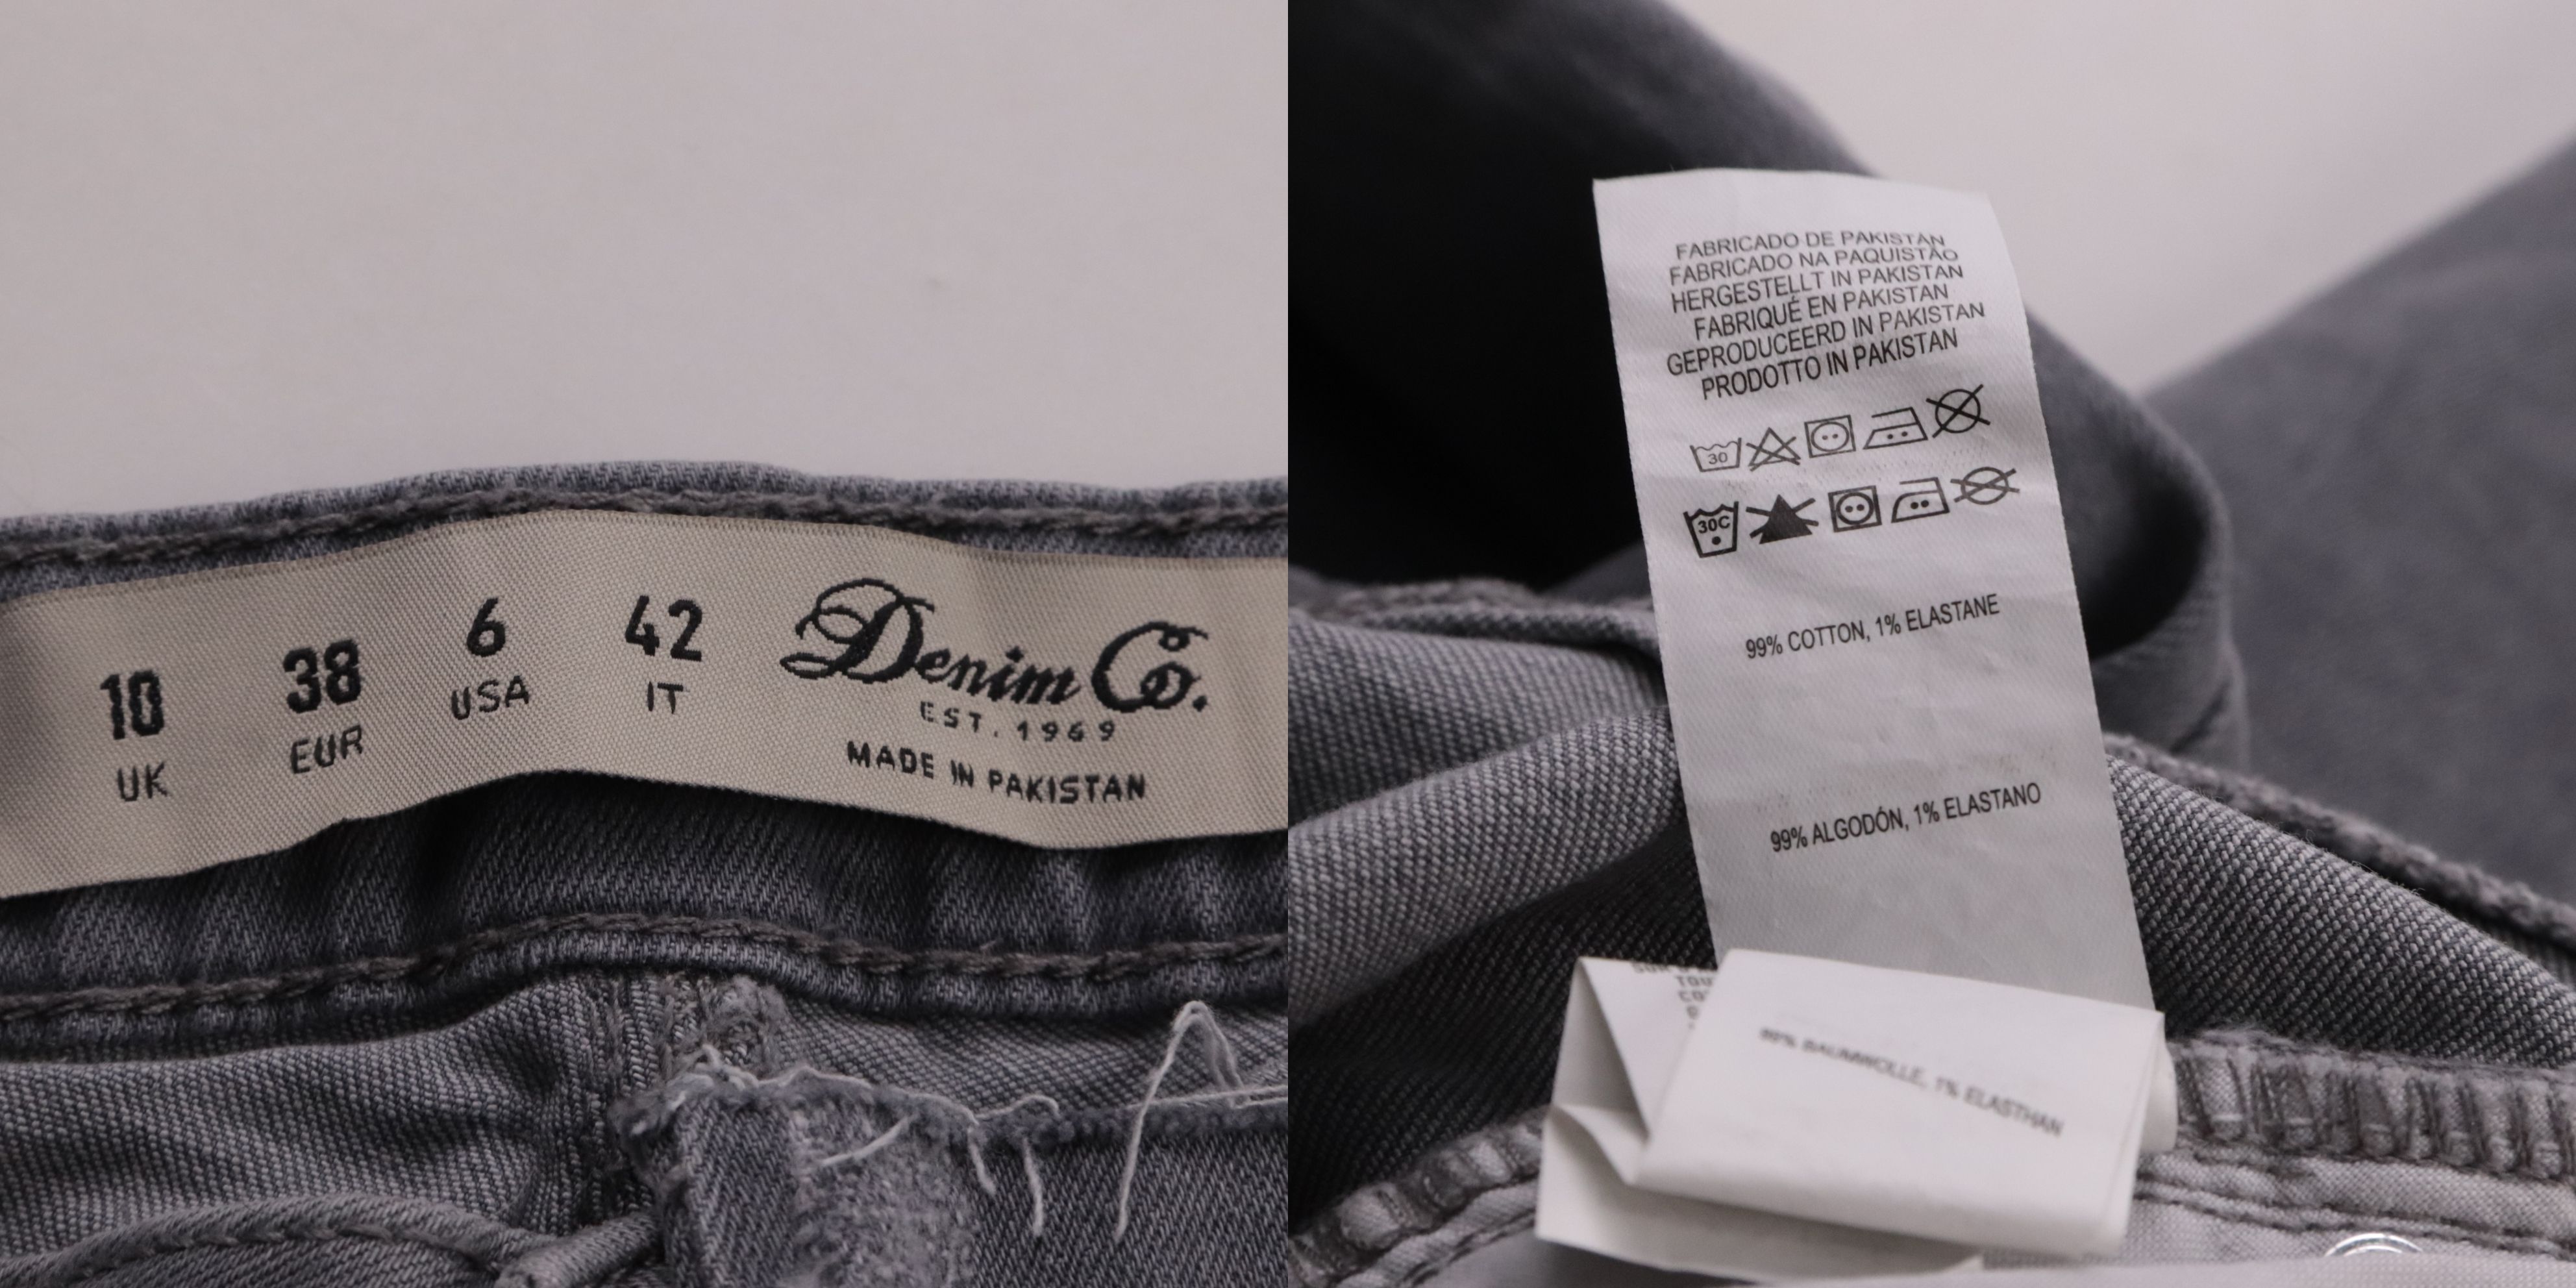 10 38 6 42
UK EUR USA IT
Denim Co.
EST. 1969
MADE IN PAKISTAN
FABRICADO DE PAKISTAN
FABRICADO NA PAQUISTÃO
HERGESTELLT IN PAKISTAN
FABRIQUÉ EN PAKISTAN
GEPRODUCEERD IN PAKISTAN
PRODOTTO IN PAKISTAN
30
30C
99% COTTON, 1% ELASTANE
99% ALGODÓN, 1% ELASTANO
99% BAUMWOLLE, 1% ELASTHAN